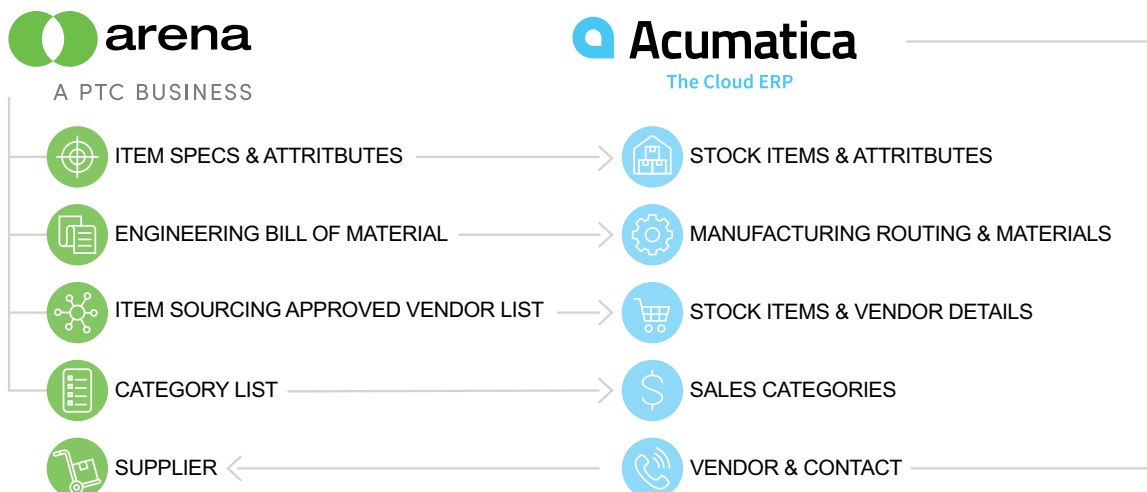 arena
Acumatica
A PTC BUSINESS
The Cloud ERP
ITEM SPECS & ATTRITBUTES
STOCK ITEMS & ATTRITBUTES
ENGINEERING BILL OF MATERIAL
MANUFACTURING ROUTING & MATERIALS
ITEM SOURCING APPROVED VENDOR LIST
STOCK ITEMS & VENDOR DETAILS
CATEGORY LIST
SALES CATEGORIES
SUPPLIER
VENDOR & CONTACT